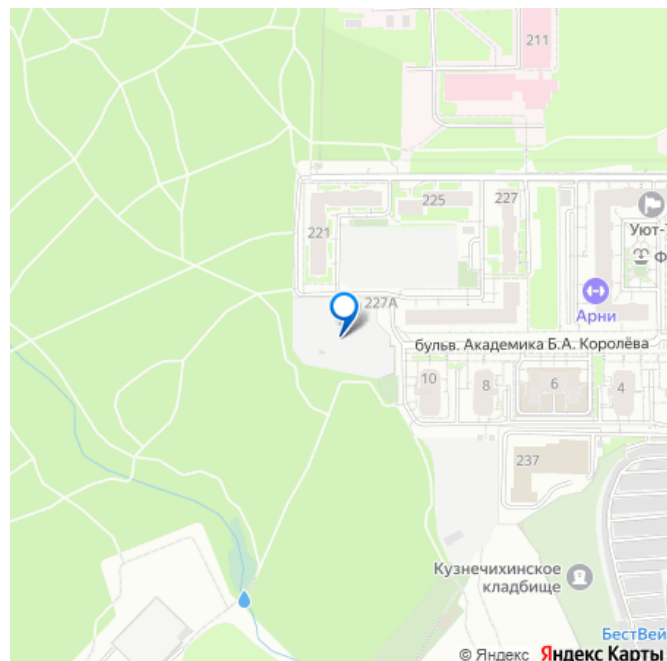 211
225
227
221
Уют-
Ф
227А
Арни
бульв. Академика Б.А. Королёва
10
8
6
4
237
Кузнечихинское
кладбище
БестВей
© Яндекс Яндекс Карты